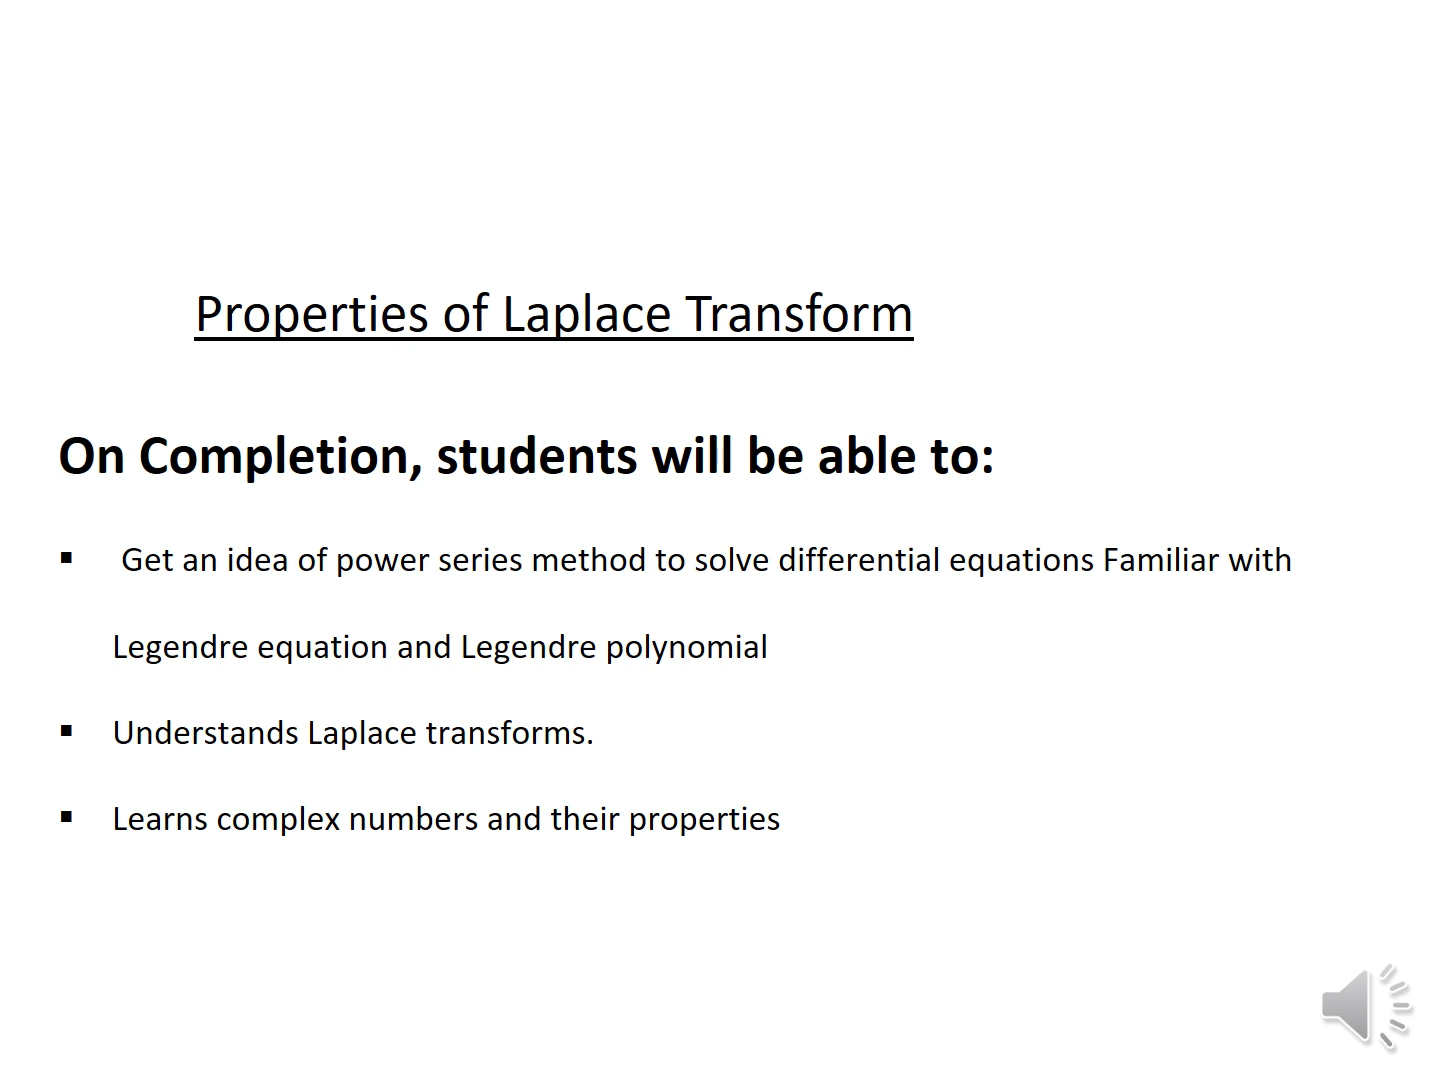 Properties of Laplace Transform
On Completion, students will be able to:
▪ Get an idea of power series method to solve differential equations Familiar with
Legendre equation and Legendre polynomial
▪ Understands Laplace transforms.
▪ Learns complex numbers and their properties